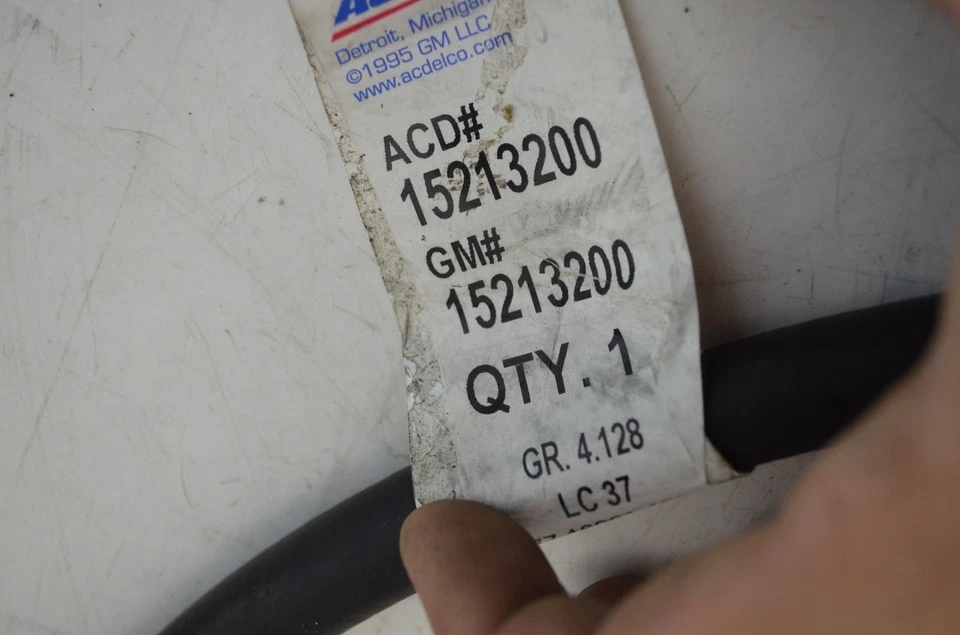 Detroit, Michigan
©1995 GM LLC
www.acdelco.com
ACD#
15213200
GM#
15213200
QTY. 1
GR. 4.128
LC 37